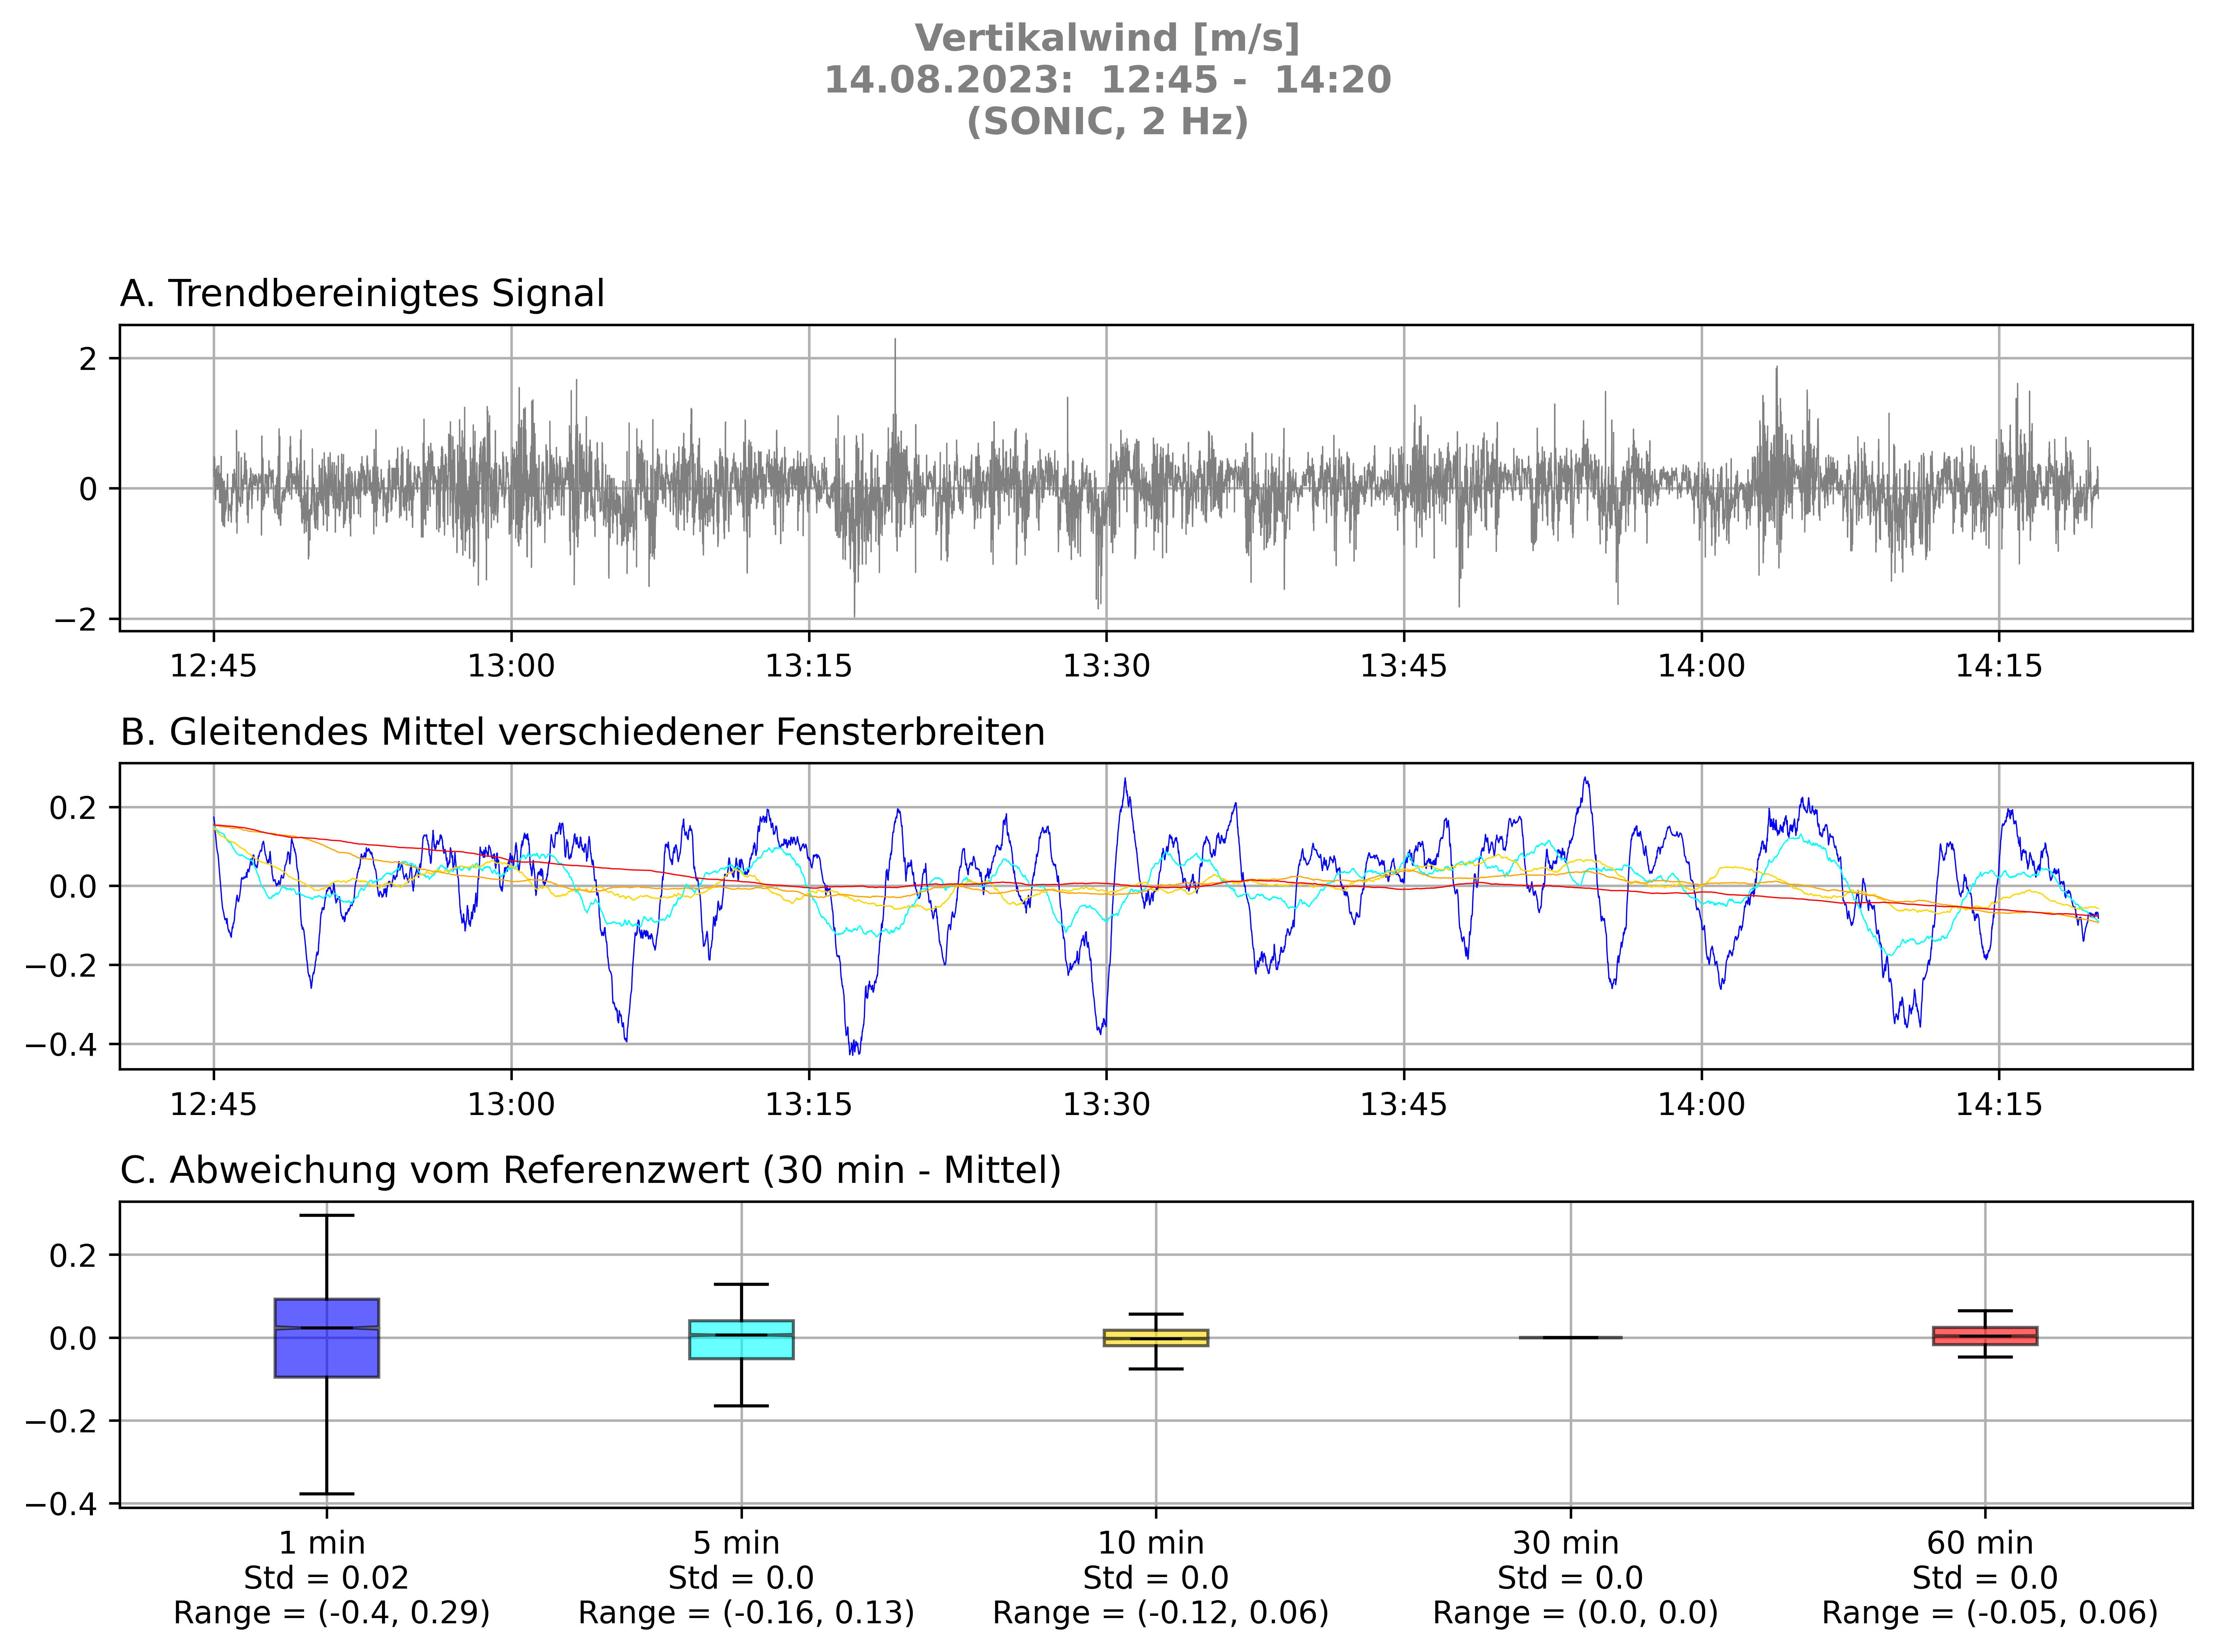 Vertikalwind [m/s]
14.08.2023:  12:45 -  14:20
(SONIC, 2 Hz)
A. Trendbereinigtes Signal
2
0
−2
12:45 13:00 13:15 13:30 13:45 14:00 14:15
B. Gleitendes Mittel verschiedener Fensterbreiten
0.2
0.0
−0.2
−0.4
12:45 13:00 13:15 13:30 13:45 14:00 14:15
C. Abweichung vom Referenzwert (30 min - Mittel)
0.2
0.0
−0.2
−0.4
1 min 5 min 10 min 30 min 60 min
Std = 0.02 Std = 0.0 Std = 0.0 Std = 0.0 Std = 0.0
Range = (-0.4, 0.29) Range = (-0.16, 0.13) Range = (-0.12, 0.06) Range = (0.0, 0.0) Range = (-0.05, 0.06)